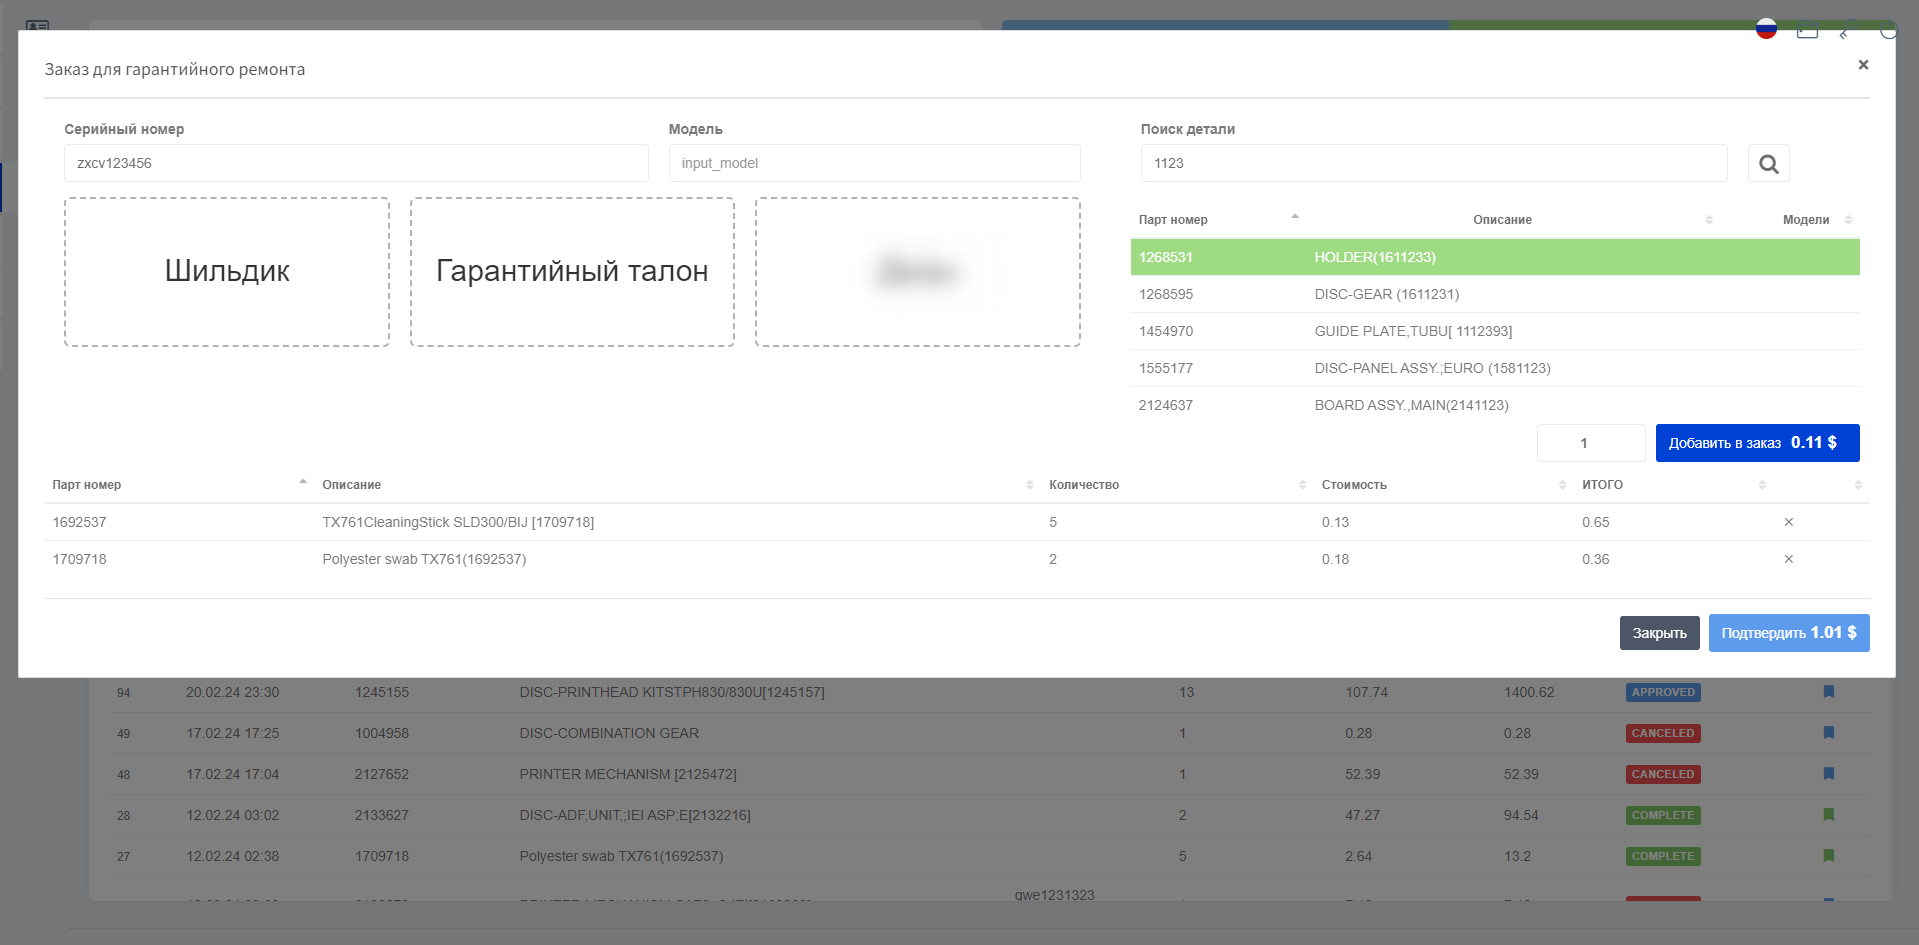 Заказ для гарантийного ремонта
×
Серийный номер Модель Поиск детали
zxcv123456 input_model 1123
Шильдик Гарантийный талон
Парт номер Описание Модели
1268531 HOLDER(1611233)
1268595 DISC-GEAR (1611231)
1454970 GUIDE PLATE,TUBU[ 1112393]
1555177 DISC-PANEL ASSY.;EURO (1581123)
2124637 BOARD ASSY.,MAIN(2141123)
1 Добавить в заказ 0.11 $
Парт номер Описание Количество Стоимость ИТОГО
1692537 TX761CleaningStick SLD300/BIJ [1709718] 5 0.13 0.65 ×
1709718 Polyester swab TX761(1692537) 2 0.18 0.36 ×
Закрыть Подтвердить 1.01 $
94 20.02.24 23:30 1245155 DISC-PRINTHEAD KITSTPH830/830U[1245157] 13 107.74 1400.62 APPROVED
49 17.02.24 17:25 1004958 DISC-COMBINATION GEAR 1 0.28 0.28 CANCELED
48 17.02.24 17:04 2127652 PRINTER MECHANISM [2125472] 1 52.39 52.39 CANCELED
28 12.02.24 03:02 2133627 DISC-ADF,UNIT,;IEI ASP;E[2132216] 2 47.27 94.54 COMPLETE
27 12.02.24 02:38 1709718 Polyester swab TX761(1692537) 5 2.64 13.2 COMPLETE
qwe1231323